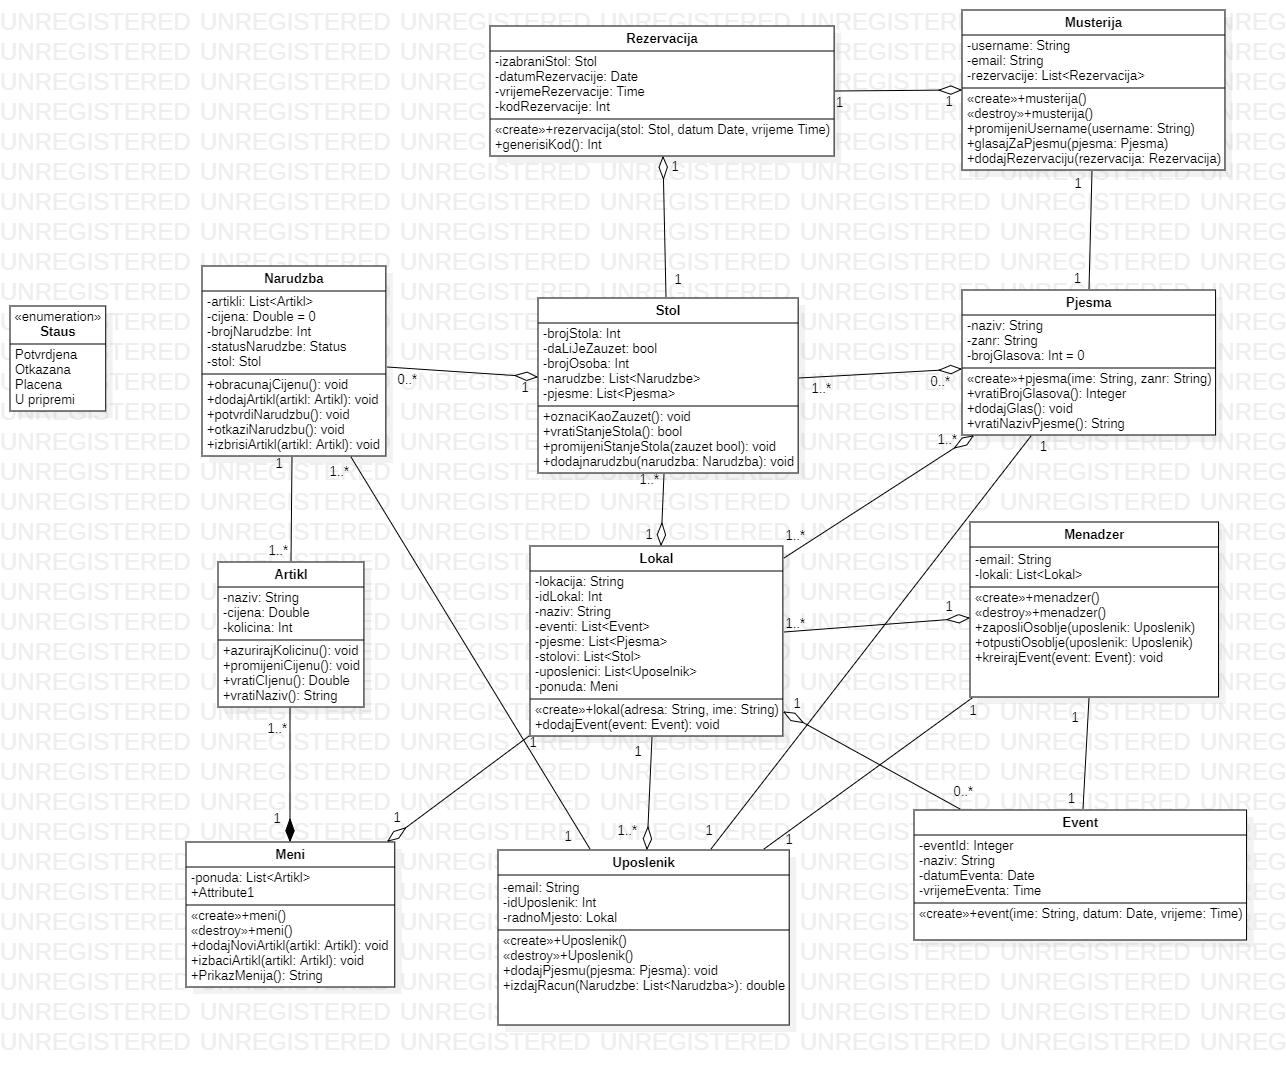 UNREGISTERED
Rezervacija
-izabraniStol: Stol
-datumRezervacije: Date
-vrijemeRezervacije: Time
-kodRezervacije: Int
«create»+rezervacija(stol: Stol, datum Date, vrijeme Time)
+generisiKod(): Int
1
1
1
1
Musterija
-username: String
-email: String
-rezervacije: List<Rezervacija>
«create»+musterija()
«destroy»+musterija()
+promijeniUsername(username: String)
+glasajZaPjesmu(pjesma: Pjesma)
+dodajRezervaciju(rezervacija: Rezervacija)
1
1
«enumeration»
Staus
Potvrdjena
Otkazana
Placena
U pripremi
Narudzba
-artikli: List<Artikl>
-cijena: Double = 0
-brojNarudzbe: Int
-statusNarudzbe: Status
-stol: Stol
+obracunajCijenu(): void
+dodajArtikl(artikl: Artikl): void
+potvrdiNarudzbu(): void
+otkaziNarudzbu(): void
+izbrisiArtikl(artikl: Artikl): void
0..*
1
1
1..*
1..*
Stol
-brojStola: Int
-daLiJeZauzet: bool
-brojOsoba: Int
-narudzbe: List<Narudzbe>
-pjesme: List<Pjesma>
+oznaciKaoZauzet(): void
+vratiStanjeStola(): bool
+promijeniStanjeStola(zauzet bool): void
+dodajnarudzbu(narudzba: Narudzba): void
1..*
0..*
1..*
1
Pjesma
-naziv: String
-zanr: String
-brojGlasova: Int = 0
«create»+pjesma(ime: String, zanr: String)
+vratiBrojGlasova(): Integer
+dodajGlas(): void
+vratiNazivPjesme(): String
1..*
1
1..*
Artikl
-naziv: String
-cijena: Double
-kolicina: Int
+azurirajKolicinu(): void
+promijeniCijenu(): void
+vratiCIjenu(): Double
+vratiNaziv(): String
1..*
1
Lokal
-lokacija: String
-idLokal: Int
-naziv: String
-eventi: List<Event>
-pjesme: List<Pjesma>
-stolovi: List<Stol>
-uposlenici: List<Uposelnik>
-ponuda: Meni
«create»+lokal(adresa: String, ime: String)
+dodajEvent(event: Event): void
1..*
1
1
1
1
1
1..*
0..*
Menadzer
-email: String
-lokali: List<Lokal>
«create»+menadzer()
«destroy»+menadzer()
+zaposliOsoblje(uposlenik: Uposlenik)
+otpustiOsoblje(uposlenik: Uposlenik)
+kreirajEvent(event: Event): void
1
1
1
1
1
1
Meni
-ponuda: List<Artikl>
+Attribute1
«create»+meni()
«destroy»+meni()
+dodajNoviArtikl(artikl: Artikl): void
+izbaciArtikl(artikl: Artikl): void
+PrikazMenija(): String
Uposlenik
-email: String
-idUposlenik: Int
-radnoMjesto: Lokal
«create»+Uposlenik()
«destroy»+Uposlenik()
+dodajPjesmu(pjesma: Pjesma): void
+izdajRacun(Narudzbe: List<Narudzba>): double
Event
-eventId: Integer
-naziv: String
-datumEventa: Date
-vrijemeEventa: Time
«create»+event(ime: String, datum: Date, vrijeme: Time)